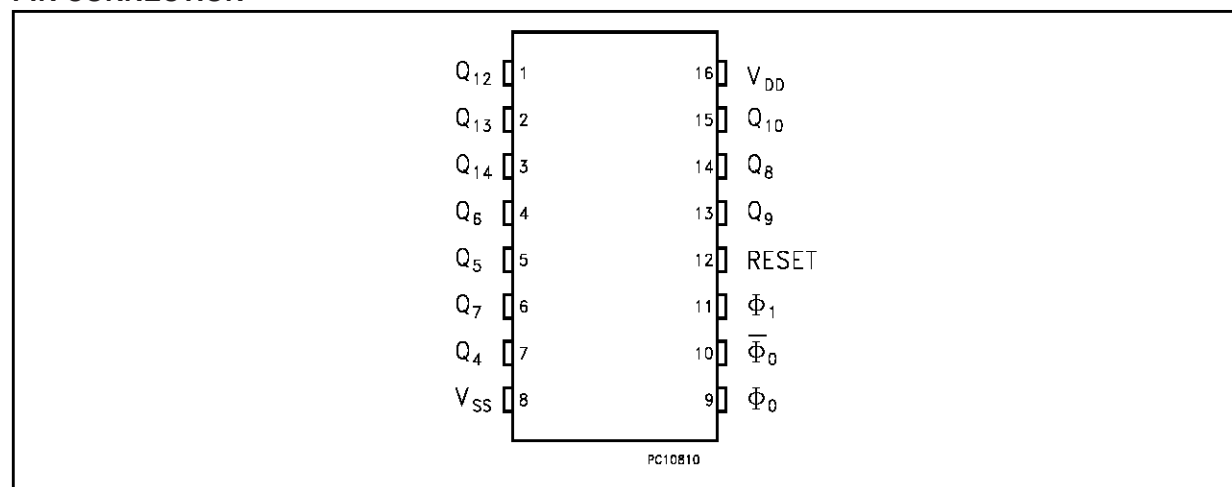 Q12 1 16 VDD
Q13 2 15 Q10
Q14 3 14 Q8
Q6 4 13 Q9
Q5 5 12 RESET
Q7 6 11 Φ1
Q4 7 10 Φ̅0
VSS 8 9 Φ0
PC10810